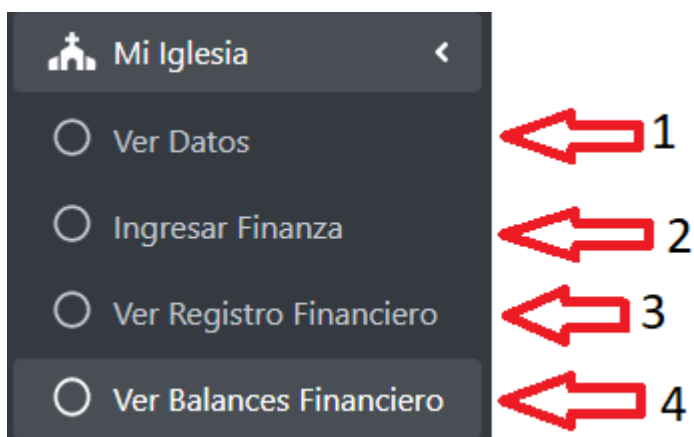 Mi Iglesia
Ver Datos 1
Ingresar Finanza 2
Ver Registro Financiero 3
Ver Balances Financiero 4